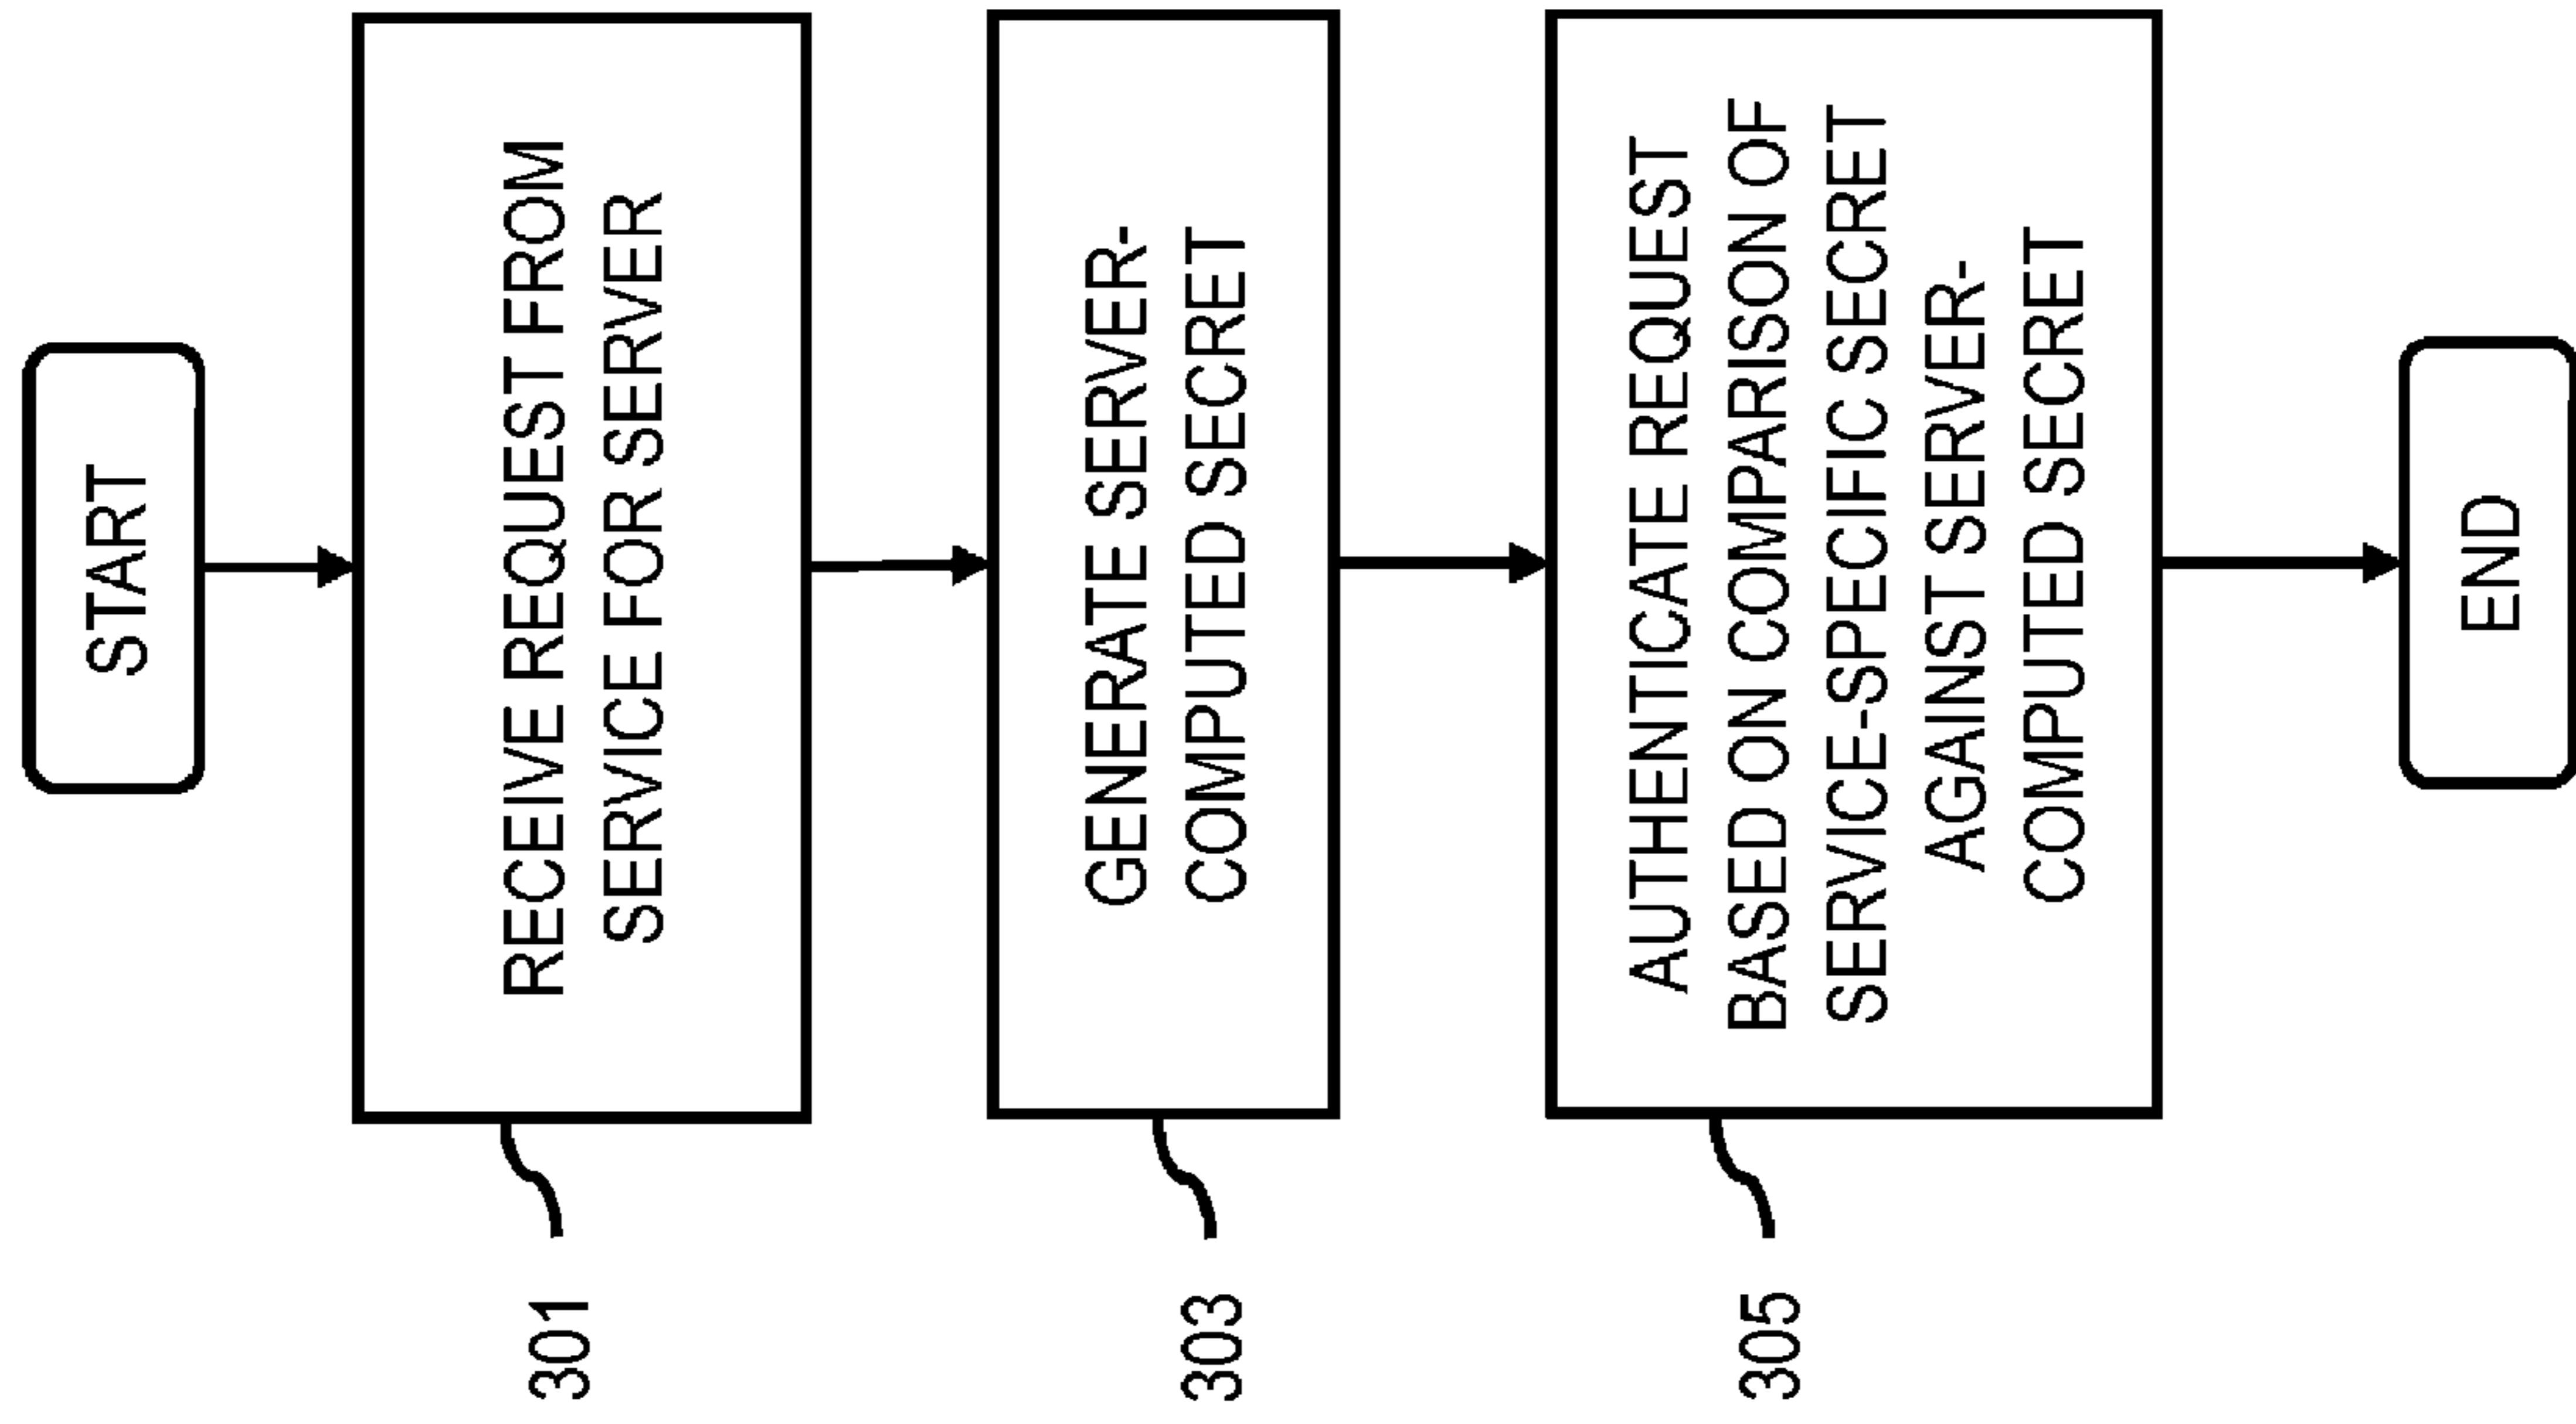 START
301
RECEIVE REQUEST FROM
SERVICE FOR SERVER
303
GENERATE SERVER-
COMPUTED SECRET
305
AUTHENTICATE REQUEST
BASED ON COMPARISON OF
SERVICE-SPECIFIC SECRET
AGAINST SERVER-
COMPUTED SECRET
END